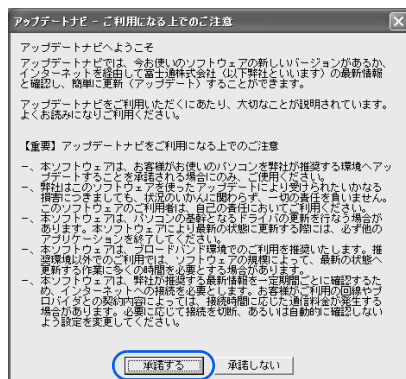 アップデートナビ - ご利用になる上でのご注意
アップデートナビへようこそ
アップデートナビでは、今お使いのソフトウェアの新しいバージョンがあるか、
インターネットを経由して富士通株式会社（以下弊社といいます）の最新情報
と確認し、簡単に更新（アップデート）することができます。
アップデートナビをご利用いただくにあたり、大切なことが説明されています。
よくお読みになりご利用ください。
【重要】アップデートナビをご利用になる上でのご注意
－、本ソフトウェアは、お客様がお使いのパソコンを弊社が推奨する環境へアッ
プデートすることを承諾される場合にのみ、ご使用ください。
－、弊社はこのソフトウェアを使ったアップデートにより受けられたいかなる
損害につきましても、状況のいかんに関わらず、一切の責任を負いません。
このソフトウェアのご利用者は、自己の責任においてご利用ください。
－、本ソフトウェアは、パソコンの基幹となるドライバの更新を行なう場合が
あります。本ソフトウェアにより最新の状態に更新する際には、必ず他の
アプリケーションを終了してください。
－、本ソフトウェアは、ブロードバンド環境でのご利用を推奨いたします。推
奨環境以外でのご利用では、ソフトウェアの規模によって、最新の状態へ
更新する作業に多くの時間を必要とする場合があります。
－、本ソフトウェアは、弊社が推奨する最新情報を一定期間ごとに確認するた
め、インターネットへの接続を必要とします。お客様がご利用の回線やプ
ロバイダとの契約内容によっては、接続時間に応じた通信料金が発生する
場合があります。必要に応じて接続を切断、あるいは自動的に確認しない
よう設定を変更してください。
承諾する
承諾しない